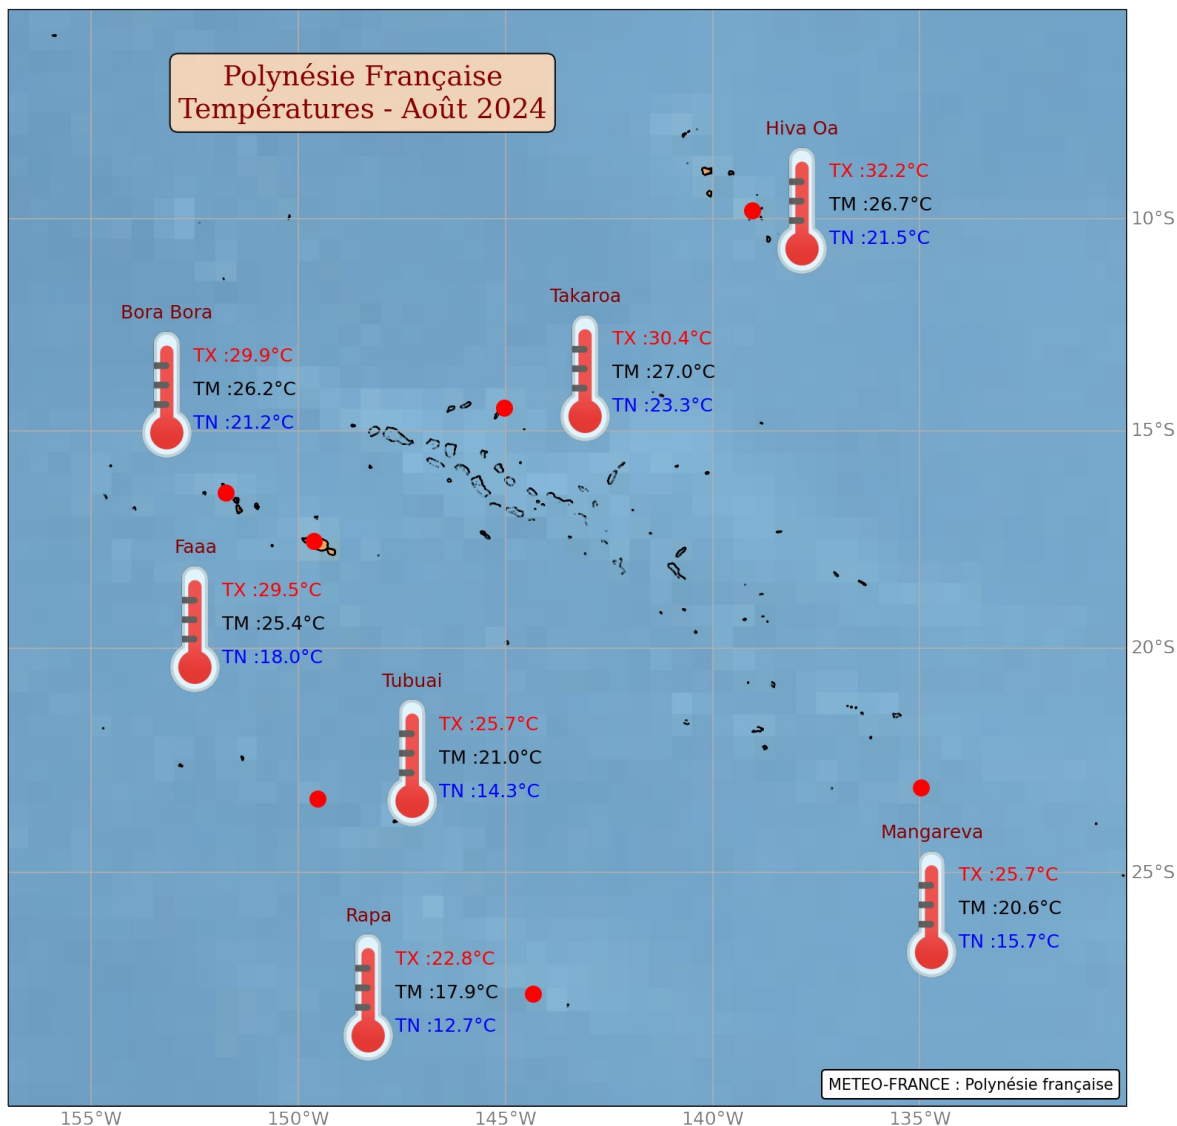 Polynésie Française
Températures - Août 2024
Hiva Oa
TX :32.2°C
TM :26.7°C
TN :21.5°C
10°S
Takaroa
TX :30.4°C
TM :27.0°C
TN :23.3°C
Bora Bora
TX :29.9°C
TM :26.2°C
TN :21.2°C
15°S
Faaa
TX :29.5°C
TM :25.4°C
TN :18.0°C
20°S
Tubuai
TX :25.7°C
TM :21.0°C
TN :14.3°C
Mangareva
TX :25.7°C
TM :20.6°C
TN :15.7°C
25°S
Rapa
TX :22.8°C
TM :17.9°C
TN :12.7°C
METEO-FRANCE : Polynésie française
155°W 150°W 145°W 140°W 135°W